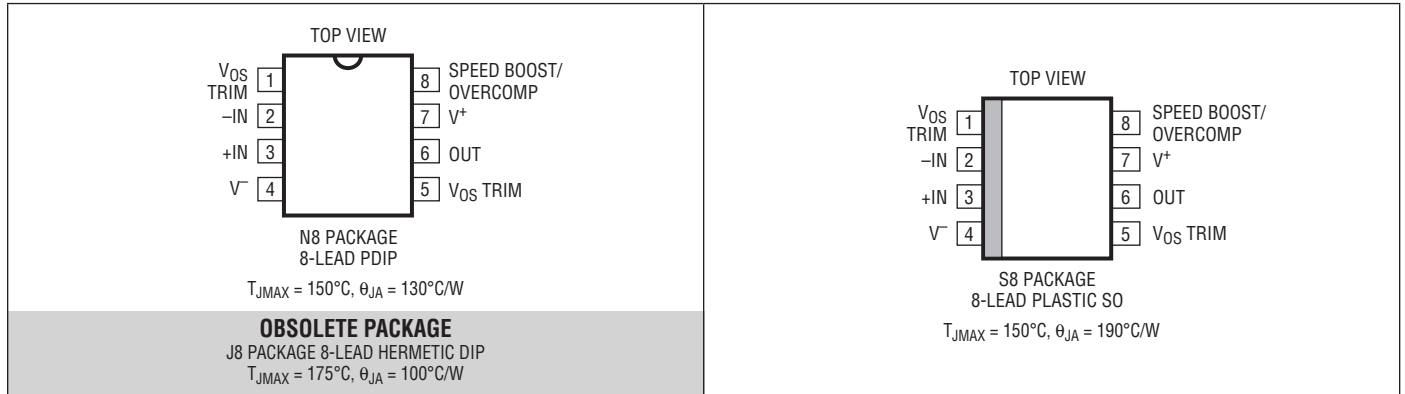 TOP VIEW
V_OS TRIM 1
–IN 2
+IN 3
V⁻ 4
8 SPEED BOOST/ OVERCOMP
7 V⁺
6 OUT
5 V_OS TRIM
N8 PACKAGE
8-LEAD PDIP
T_JMAX = 150°C, θ_JA = 130°C/W
OBSOLETE PACKAGE
J8 PACKAGE 8-LEAD HERMETIC DIP
T_JMAX = 175°C, θ_JA = 100°C/W
TOP VIEW
V_OS TRIM 1
–IN 2
+IN 3
V⁻ 4
8 SPEED BOOST/ OVERCOMP
7 V⁺
6 OUT
5 V_OS TRIM
S8 PACKAGE
8-LEAD PLASTIC SO
T_JMAX = 150°C, θ_JA = 190°C/W